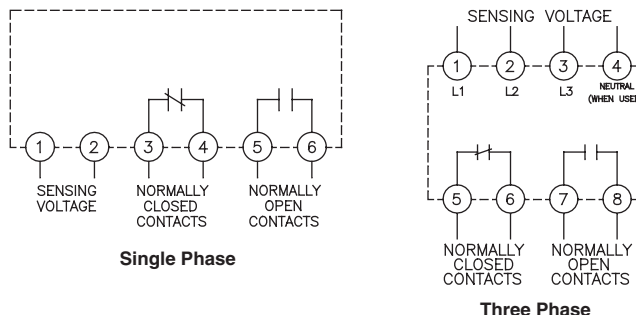 SENSING VOLTAGE
1 2 3 4
L1 L2 L3 NEUTRAL
(WHEN USE
1 2 3 4 5 6
SENSING
VOLTAGE
NORMALLY
CLOSED
CONTACTS
NORMALLY
OPEN
CONTACTS
Single Phase
5 6 7 8
NORMALLY
CLOSED
CONTACTS
NORMALLY
OPEN
CONTACTS
Three Phase